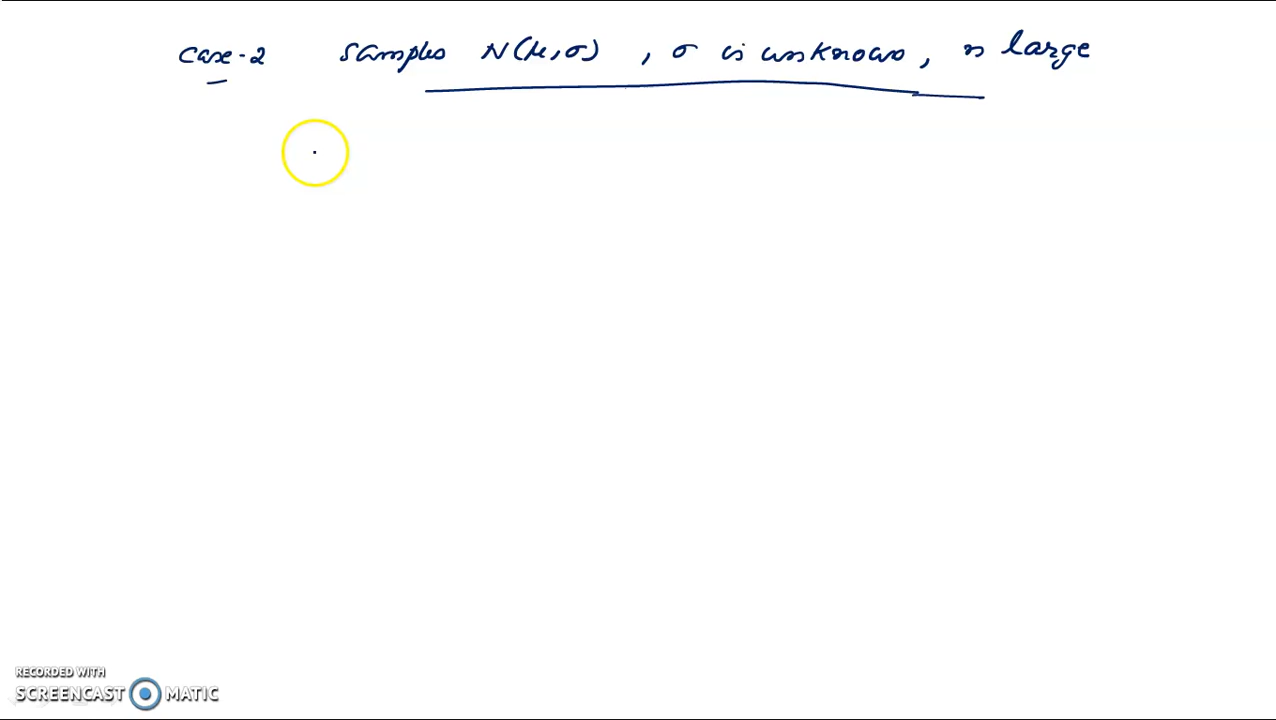 case-2 samples N(μ,σ) , σ is unknown, n large
RECORDED WITH
SCREENCAST MATIC